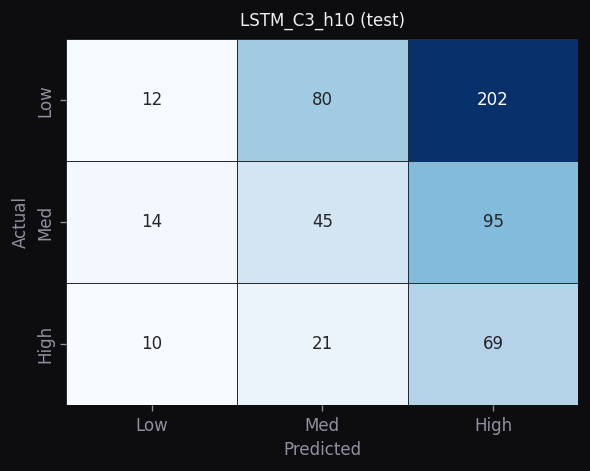 LSTM_C3_h10 (test)
Actual
Low
12 80 202
Med
14 45 95
High
10 21 69
Low Med High
Predicted